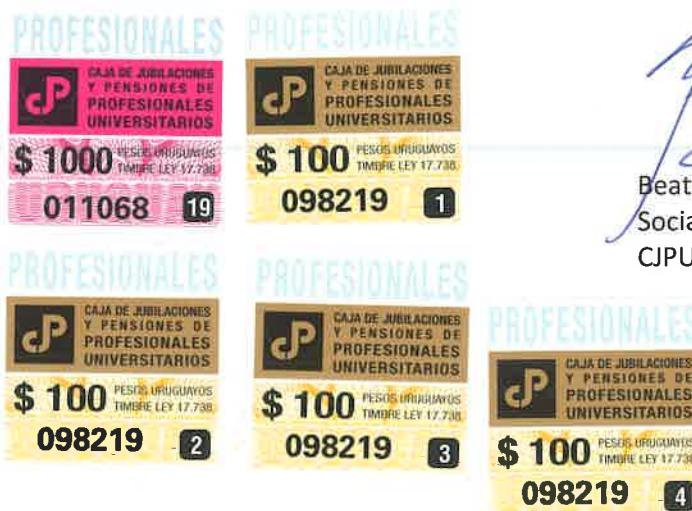 PROFESIONALES
CAJA DE JUBILACIONES
Y PENSIONES DE
PROFESIONALES
UNIVERSITARIOS
$ 1000 PESOS URUGUAYOS
TIMBRE LEY 17.738
011068 19
PROFESIONALES
CAJA DE JUBILACIONES
Y PENSIONES DE
PROFESIONALES
UNIVERSITARIOS
$ 100 PESOS URUGUAYOS
TIMBRE LEY 17.738
098219 1
Beat
Socia
CJPU
PROFESIONALES
CAJA DE JUBILACIONES
Y PENSIONES DE
PROFESIONALES
UNIVERSITARIOS
$ 100 PESOS URUGUAYOS
TIMBRE LEY 17.738
098219 2
PROFESIONALES
CAJA DE JUBILACIONES
Y PENSIONES DE
PROFESIONALES
UNIVERSITARIOS
$ 100 PESOS URUGUAYOS
TIMBRE LEY 17.738
098219 3
PROFESIONALES
CAJA DE JUBILACIONES
Y PENSIONES DE
PROFESIONALES
UNIVERSITARIOS
$ 100 PESOS URUGUAYOS
TIMBRE LEY 17.738
098219 4